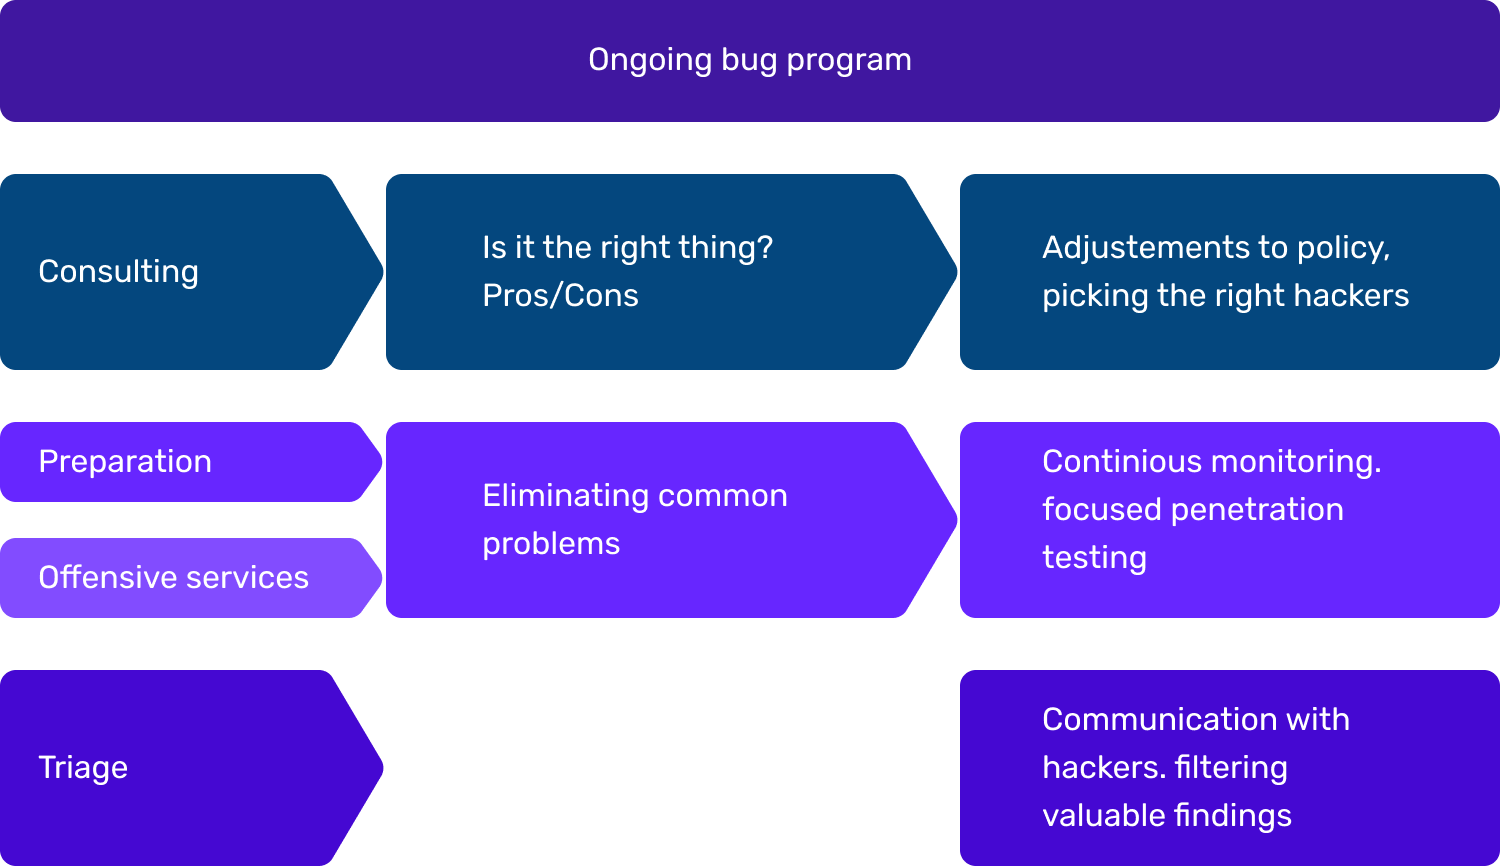 Ongoing bug program
Consulting
Is it the right thing?
Pros/Cons
Adjustements to policy,
picking the right hackers
Preparation
Offensive services
Eliminating common
problems
Continious monitoring.
focused penetration
testing
Triage
Communication with
hackers. filtering
valuable findings